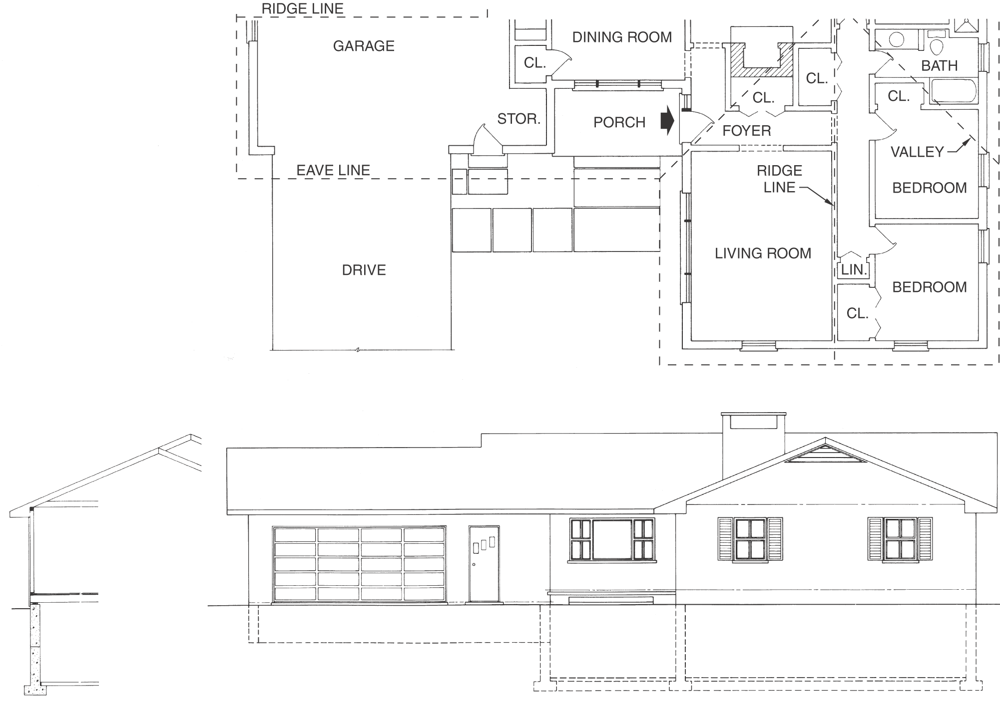 RIDGE LINE
GARAGE
DINING ROOM
CL.
BATH
CL.
CL.
CL.
STOR.
PORCH
FOYER
VALLEY
EAVE LINE
RIDGE
LINE
BEDROOM
LIVING ROOM
DRIVE
LIN.
BEDROOM
CL.